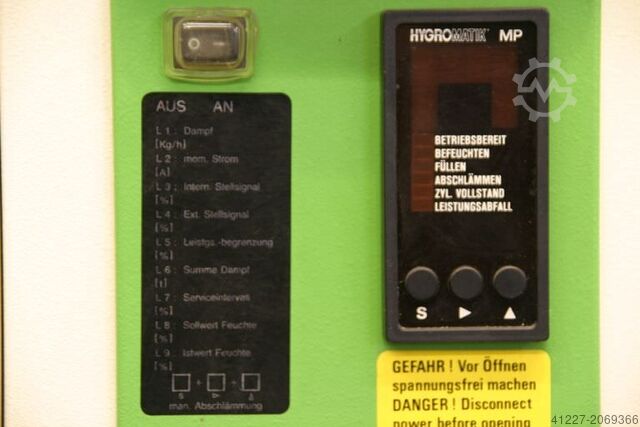 HYGROMATIK MP
AUS AN
L 1 : Dampf
[Kg/h]
L 2 : mom. Strom
[A]
L 3 : Intern. Stellsignal
[%]
L 4 : Ext. Stellsignal
[%]
L 5 : Leistgs.-begrenzung
[%]
L 6 : Summe Dampf
[t]
L 7 : Serviceintervall
[%]
L 8 : Sollwert Feuchte
[%]
L 9 : Istwert Feuchte
[%]
S
man. Abschlämmung
BETRIEBSBEREIT
BEFEUCHTEN
FÜLLEN
ABSCHLÄMMEN
ZYL. VOLLSTAND
LEISTUNGSABFALL
S
GEFAHR ! Vor Öffnen
spannungsfrei machen
DANGER ! Disconnect
power before opening
41227-2069366